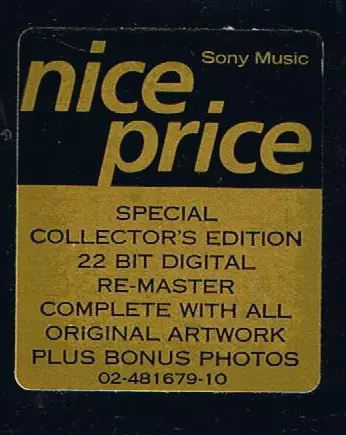 Sony Music
nice
price
SPECIAL
COLLECTOR'S EDITION
22 BIT DIGITAL
RE-MASTER
COMPLETE WITH ALL
ORIGINAL ARTWORK
PLUS BONUS PHOTOS
02-481679-10